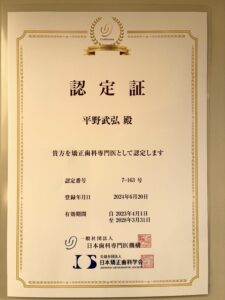 認定証
平野武弘 殿
貴方を矯正歯科専門医として認定します
認定番号 7-163 号
登録年月日 2024年6月20日
有効期間 自 2023年4月1日
至 2028年3月31日
一般社団法人
日本歯科専門医機構
公益社団法人
日本矯正歯科学会